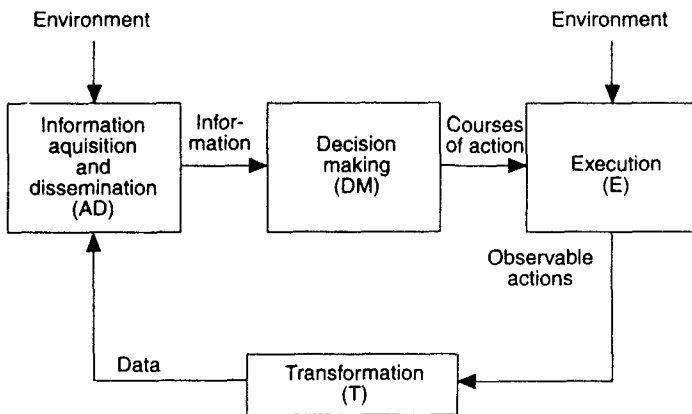 Environment
Environment
Information
aquisition
and
dissemination
(AD)
Infor-
mation
Decision
making
(DM)
Courses
of action
Execution
(E)
Observable
actions
Data
Transformation
(T)